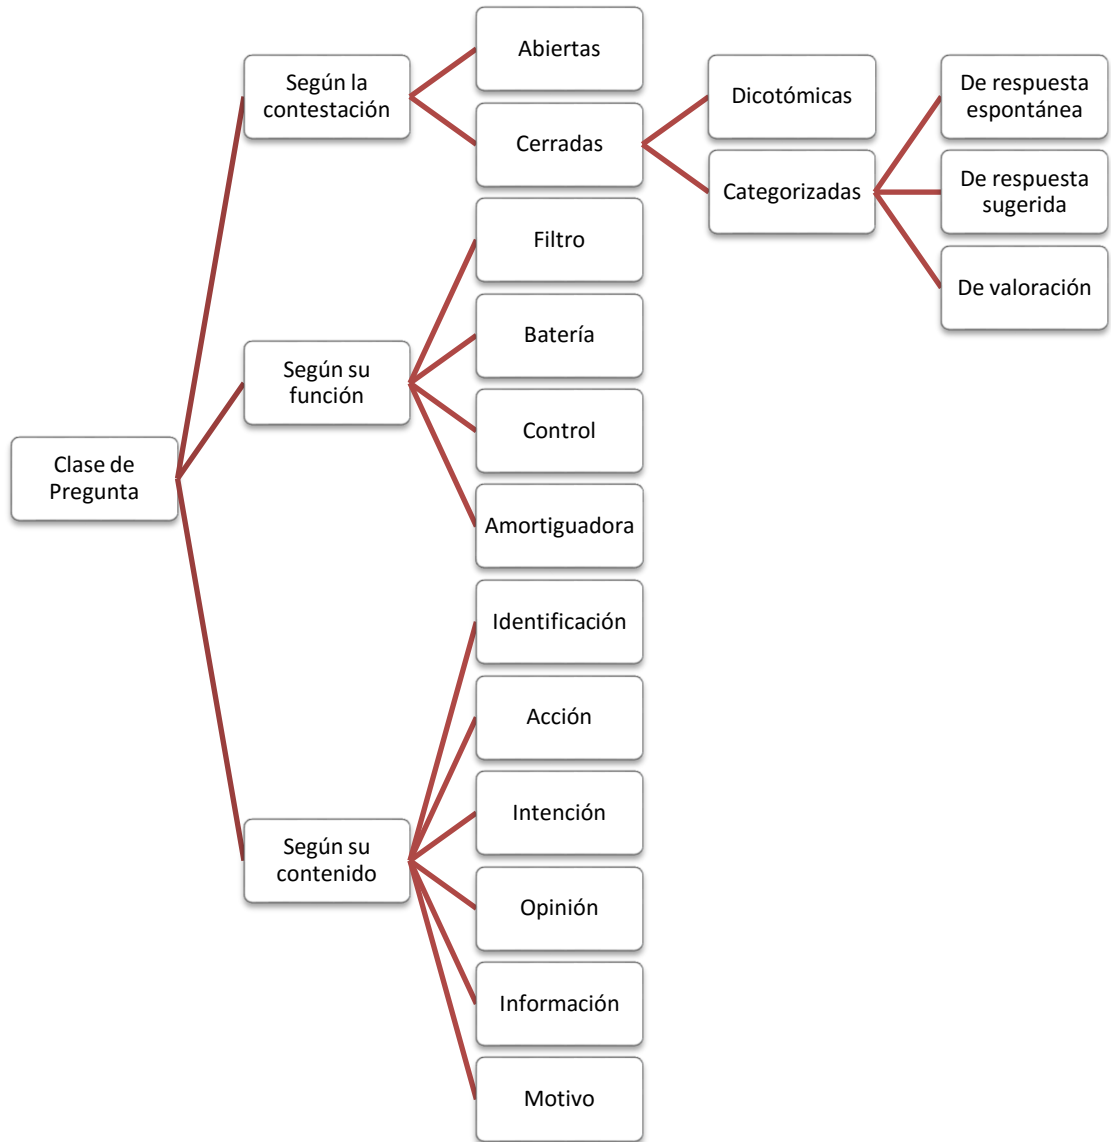 Clase de
Pregunta
Según la
contestación
Abiertas
Cerradas
Dicotómicas
Categorizadas
De respuesta
espontánea
De respuesta
sugerida
De valoración
Según su
función
Filtro
Batería
Control
Amortiguadora
Según su
contenido
Identificación
Acción
Intención
Opinión
Información
Motivo